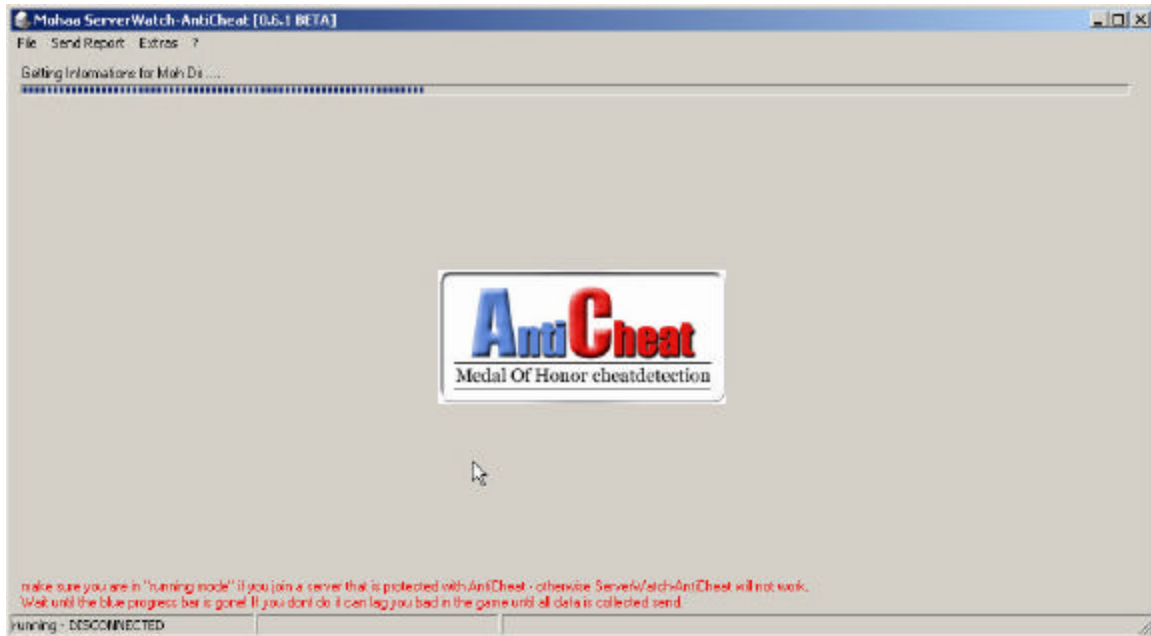 Mohaa ServerWatch-AntiCheat [0.6.1 BETA]
File Send Report Extras ?
Getting Informations for Moh Dir....
AntiCheat
Medal Of Honor cheatdetection
make sure you are in "running mode" if you join a server that is protected with AntiCheat - otherwise ServerWatch-AntiCheat will not work.
Wait until the blue progress bar is gone! If you dont do it can lag you bad in the game until all data is collected send.
running - DISCONNECTED